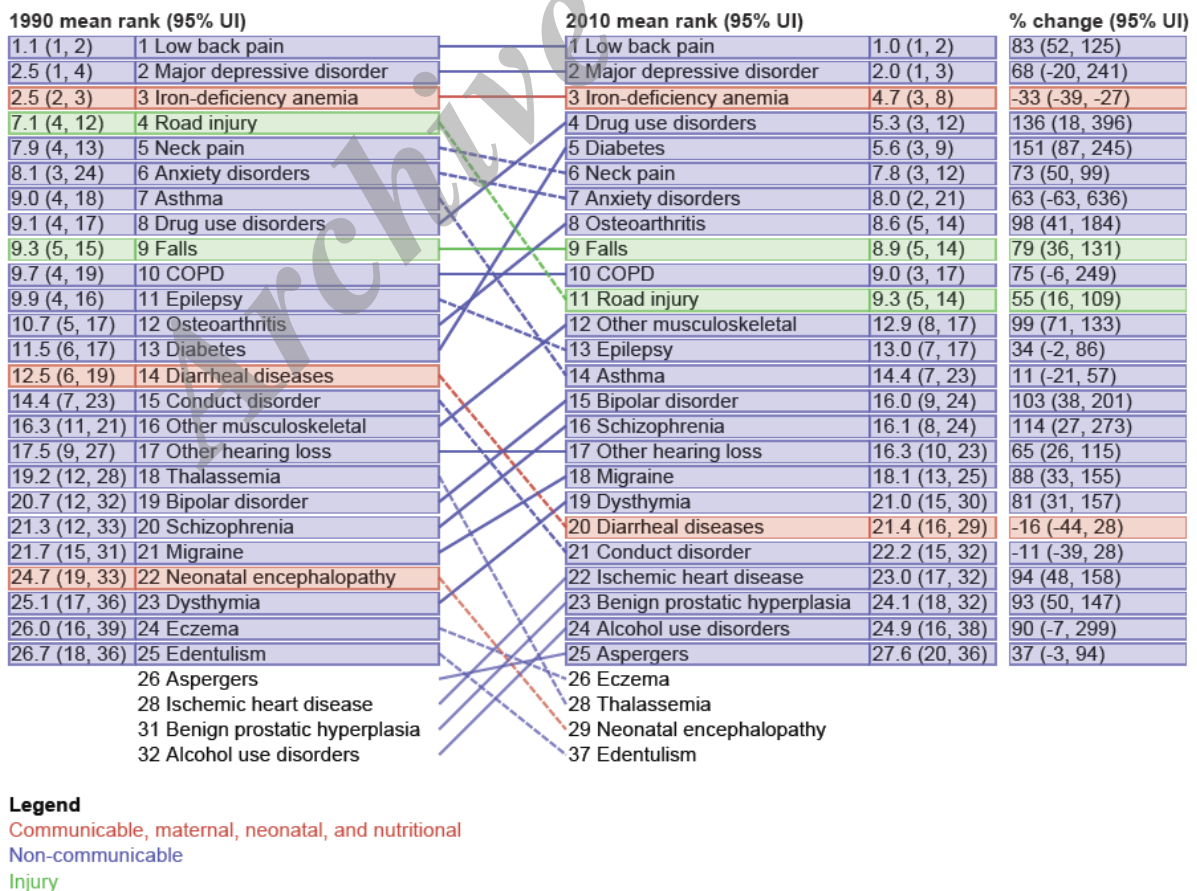 1990 mean rank (95% UI) 2010 mean rank (95% UI) % change (95% UI)
1.1 (1, 2) 1 Low back pain 1 Low back pain 1.0 (1, 2) 83 (52, 125)
2.5 (1, 4) 2 Major depressive disorder 2 Major depressive disorder 2.0 (1, 3) 68 (-20, 241)
2.5 (2, 3) 3 Iron-deficiency anemia 3 Iron-deficiency anemia 4.7 (3, 8) -33 (-39, -27)
7.1 (4, 12) 4 Road injury 4 Drug use disorders 5.3 (3, 12) 136 (18, 396)
7.9 (4, 13) 5 Neck pain 5 Diabetes 5.6 (3, 9) 151 (87, 245)
8.1 (3, 24) 6 Anxiety disorders 6 Neck pain 7.8 (3, 12) 73 (50, 99)
9.0 (4, 18) 7 Asthma 7 Anxiety disorders 8.0 (2, 21) 63 (-63, 636)
9.1 (4, 17) 8 Drug use disorders 8 Osteoarthritis 8.6 (5, 14) 98 (41, 184)
9.3 (5, 15) 9 Falls 9 Falls 8.9 (5, 14) 79 (36, 131)
9.7 (4, 19) 10 COPD 10 COPD 9.0 (3, 17) 75 (-6, 249)
9.9 (4, 16) 11 Epilepsy 11 Road injury 9.3 (5, 14) 55 (16, 109)
10.7 (5, 17) 12 Osteoarthritis 12 Other musculoskeletal 12.9 (8, 17) 99 (71, 133)
11.5 (6, 17) 13 Diabetes 13 Epilepsy 13.0 (7, 17) 34 (-2, 86)
12.5 (6, 19) 14 Diarrheal diseases 14 Asthma 14.4 (7, 23) 11 (-21, 57)
14.4 (7, 23) 15 Conduct disorder 15 Bipolar disorder 16.0 (9, 24) 103 (38, 201)
16.3 (11, 21) 16 Other musculoskeletal 16 Schizophrenia 16.1 (8, 24) 114 (27, 273)
17.5 (9, 27) 17 Other hearing loss 17 Other hearing loss 16.3 (10, 23) 65 (26, 115)
19.2 (12, 28) 18 Thalassemia 18 Migraine 18.1 (13, 25) 88 (33, 155)
20.7 (12, 32) 19 Bipolar disorder 19 Dysthymia 21.0 (15, 30) 81 (31, 157)
21.3 (12, 33) 20 Schizophrenia 20 Diarrheal diseases 21.4 (16, 29) -16 (-44, 28)
21.7 (15, 31) 21 Migraine 21 Conduct disorder 22.2 (15, 32) -11 (-39, 28)
24.7 (19, 33) 22 Neonatal encephalopathy 22 Ischemic heart disease 23.0 (17, 32) 94 (48, 158)
25.1 (17, 36) 23 Dysthymia 23 Benign prostatic hyperplasia 24.1 (18, 32) 93 (50, 147)
26.0 (16, 39) 24 Eczema 24 Alcohol use disorders 24.9 (16, 38) 90 (-7, 299)
26.7 (18, 36) 25 Edentulism 25 Aspergers 27.6 (20, 36) 37 (-3, 94)
26 Aspergers 26 Eczema
28 Ischemic heart disease 28 Thalassemia
31 Benign prostatic hyperplasia 29 Neonatal encephalopathy
32 Alcohol use disorders 37 Edentulism
Legend
Communicable, maternal, neonatal, and nutritional
Non-communicable
Injury
Archive